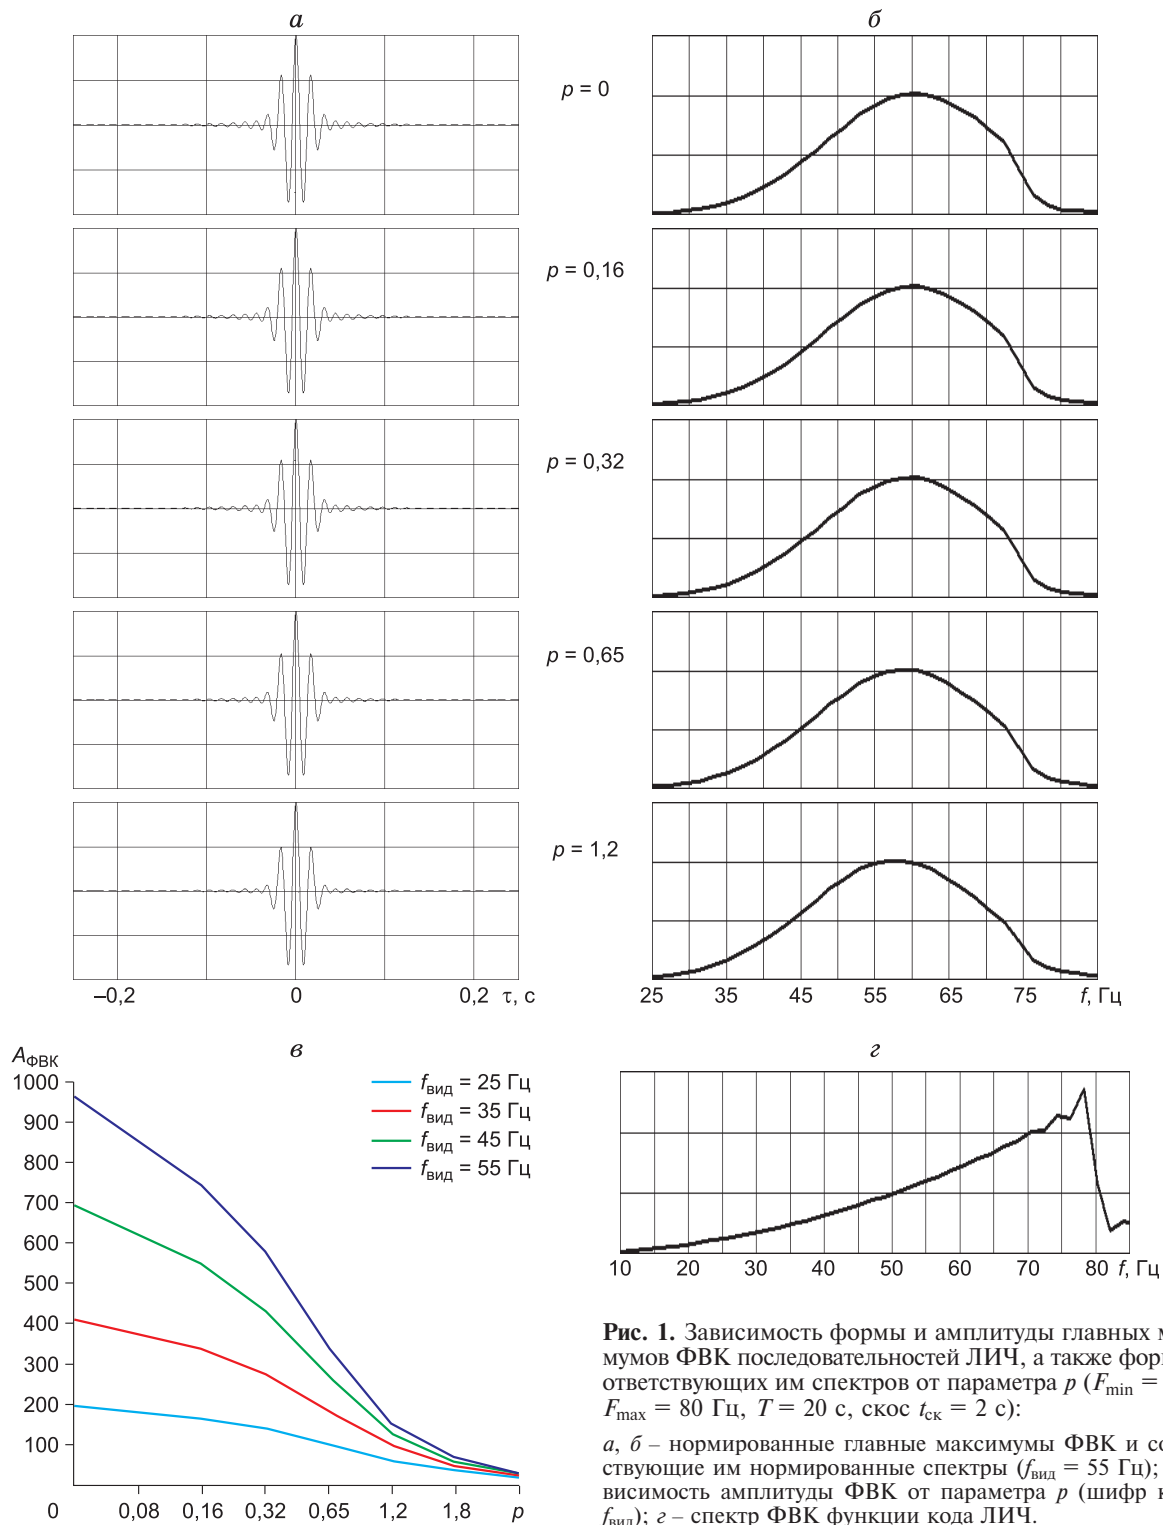 а
б
p = 0
p = 0,16
p = 0,32
p = 0,65
p = 1,2
–0,2 0 0,2 τ, с
25 35 45 55 65 75 f, Гц
в
г
AФВК
1000
900
800
700
600
500
400
300
200
100
0 0,08 0,16 0,32 0,65 1,2 1,8 p
fвид = 25 Гц
fвид = 35 Гц
fвид = 45 Гц
fвид = 55 Гц
10 20 30 40 50 60 70 80 f, Гц
Рис. 1. Зависимость формы и амплитуды главных м
мумов ФВК последовательностей ЛИЧ, а также фор
ответствующих им спектров от параметра p (Fmin =
Fmax = 80 Гц, T = 20 с, скос tск = 2 с):
а, б – нормированные главные максимумы ФВК и со
ствующие им нормированные спектры (fвид = 55 Гц);
висимость амплитуды ФВК от параметра p (шифр к
fвид); г – спектр ФВК функции кода ЛИЧ.